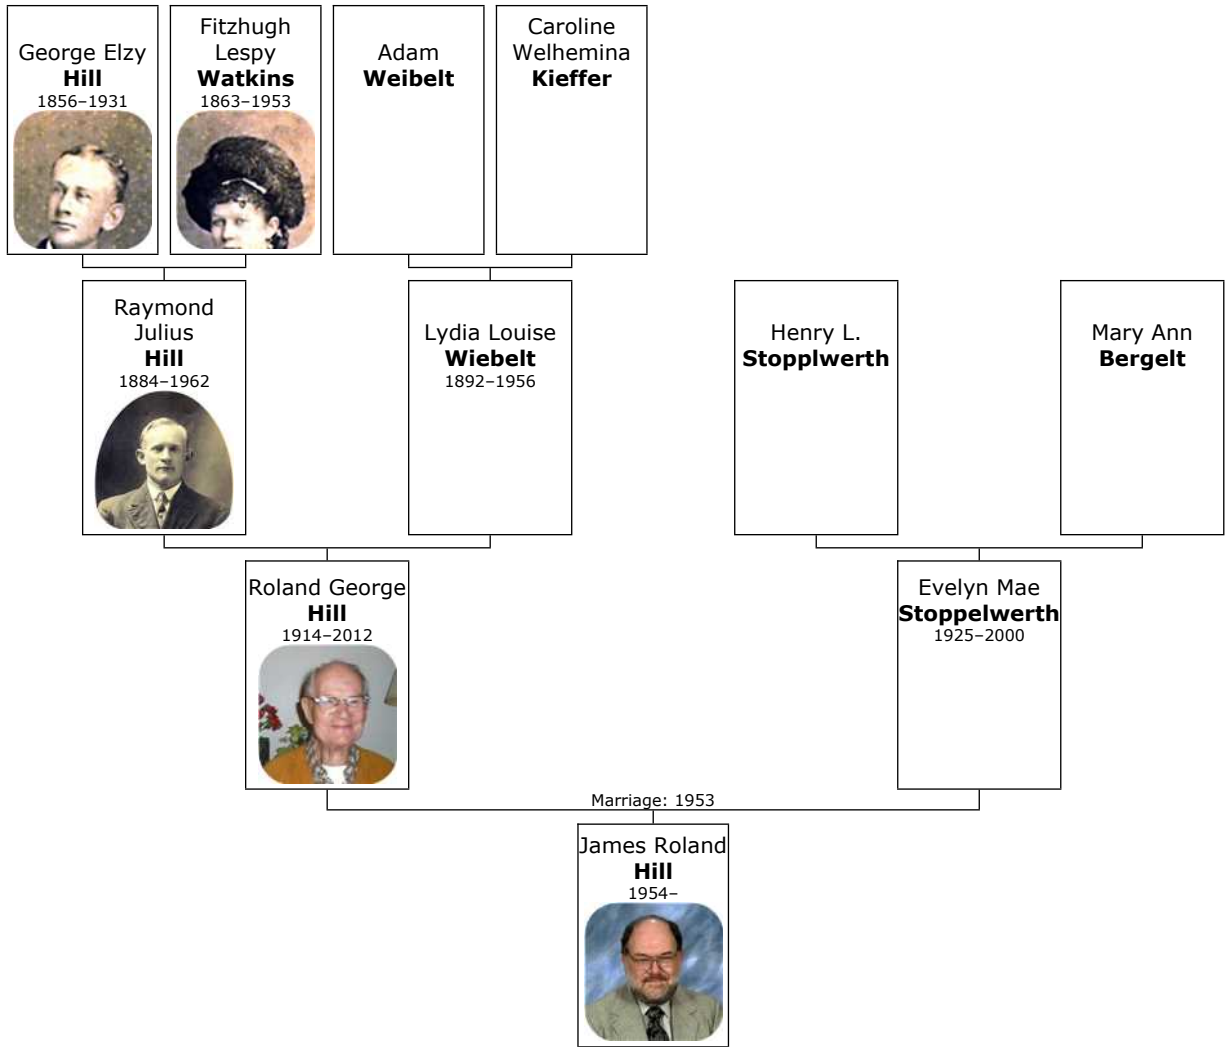 George Elzy
Hill
1856–1931
Fitzhugh
Lespy
Watkins
1863–1953
Adam
Weibelt
Caroline
Welhemina
Kieffer
Raymond
Julius
Hill
1884–1962
Lydia Louise
Wiebelt
1892–1956
Henry L.
Stopplwerth
Mary Ann
Bergelt
Roland George
Hill
1914–2012
Evelyn Mae
Stoppelwerth
1925–2000
Marriage: 1953
James Roland
Hill
1954–